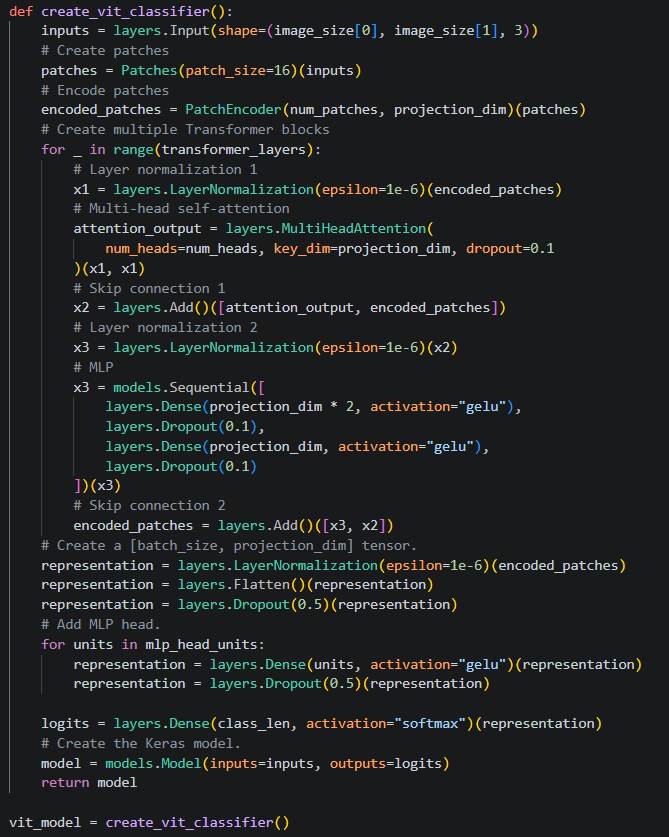 def create_vit_classifier():
    inputs = layers.Input(shape=(image_size[0], image_size[1], 3))
    # Create patches
    patches = Patches(patch_size=16)(inputs)
    # Encode patches
    encoded_patches = PatchEncoder(num_patches, projection_dim)(patches)
    # Create multiple Transformer blocks
    for _ in range(transformer_layers):
        # Layer normalization 1
        x1 = layers.LayerNormalization(epsilon=1e-6)(encoded_patches)
        # Multi-head self-attention
        attention_output = layers.MultiHeadAttention(
            num_heads=num_heads, key_dim=projection_dim, dropout=0.1
        )(x1, x1)
        # Skip connection 1
        x2 = layers.Add()([attention_output, encoded_patches])
        # Layer normalization 2
        x3 = layers.LayerNormalization(epsilon=1e-6)(x2)
        # MLP
        x3 = models.Sequential([
            layers.Dense(projection_dim * 2, activation="gelu"),
            layers.Dropout(0.1),
            layers.Dense(projection_dim, activation="gelu"),
            layers.Dropout(0.1)
        ])(x3)
        # Skip connection 2
        encoded_patches = layers.Add()([x3, x2])
    # Create a [batch_size, projection_dim] tensor.
    representation = layers.LayerNormalization(epsilon=1e-6)(encoded_patches)
    representation = layers.Flatten()(representation)
    representation = layers.Dropout(0.5)(representation)
    # Add MLP head.
    for units in mlp_head_units:
        representation = layers.Dense(units, activation="gelu")(representation)
        representation = layers.Dropout(0.5)(representation)

    logits = layers.Dense(class_len, activation="softmax")(representation)
    # Create the Keras model.
    model = models.Model(inputs=inputs, outputs=logits)
    return model

vit_model = create_vit_classifier()